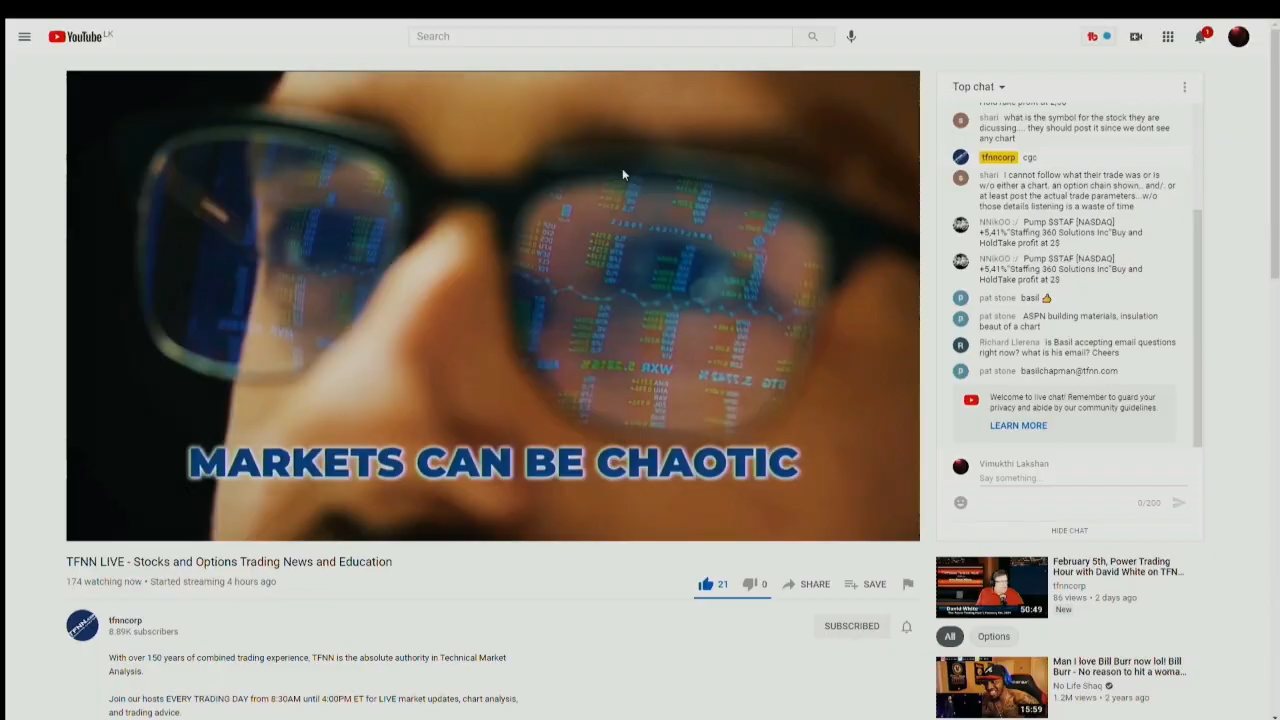 YouTube LK
Search
1
MARKETS CAN BE CHAOTIC
TFNN LIVE - Stocks and Options Trading News and Education
174 watching now • Started streaming 4 hours ago
21
0
SHARE
SAVE
tfnncorp
8.89K subscribers
SUBSCRIBED
With over 150 years of combined trading experience, TFNN is the absolute authority in Technical Market
Analysis.
Join our hosts EVERY TRADING DAY from 8:30AM until 4:00PM ET for LIVE market updates, chart analysis,
and trading advice.
Top chat
shari what is the symbol for the stock they are
dicussing.... they should post it since we dont see
any chart
tfnncorp cgc
shari I cannot follow what their trade was or is
w/o either a chart. an option chain shown.. and/. or
at least post the actual trade parameters...w/o
those details listening is a waste of time
NNiKOO :/ Pump $STAF [NASDAQ]
+5,41%"Staffing 360 Solutions Inc"Buy and
HoldTake profit at 2$
NNiKOO :/ Pump $STAF [NASDAQ]
+5,41%"Staffing 360 Solutions Inc"Buy and
HoldTake profit at 2$
pat stone basil 👍
pat stone ASPN building materials, insulation
beaut of a chart
Richard Llerena is Basil accepting email questions
right now? what is his email? Cheers
pat stone basilchapman@tfnn.com
Welcome to live chat! Remember to guard your
privacy and abide by our community guidelines.
LEARN MORE
Vimukthi Lakshan
Say something...
0/200
HIDE CHAT
David White
50:49
February 5th, Power Trading
Hour with David White on TFN...
tfnncorp
86 views • 2 days ago
New
All
Options
15:59
Man I love Bill Burr now lol! Bill
Burr - No reason to hit a woma...
No Life Shaq
1.2M views • 2 years ago